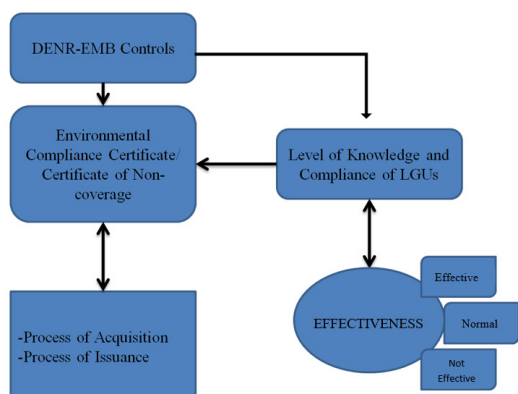 DENR-EMB Controls
Environmental
Compliance Certificate/
Certificate of Non-
coverage
Level of Knowledge and
Compliance of LGUs
-Process of Acquisition
-Process of Issuance
EFFECTIVENESS
Effective
Normal
Not
Effective